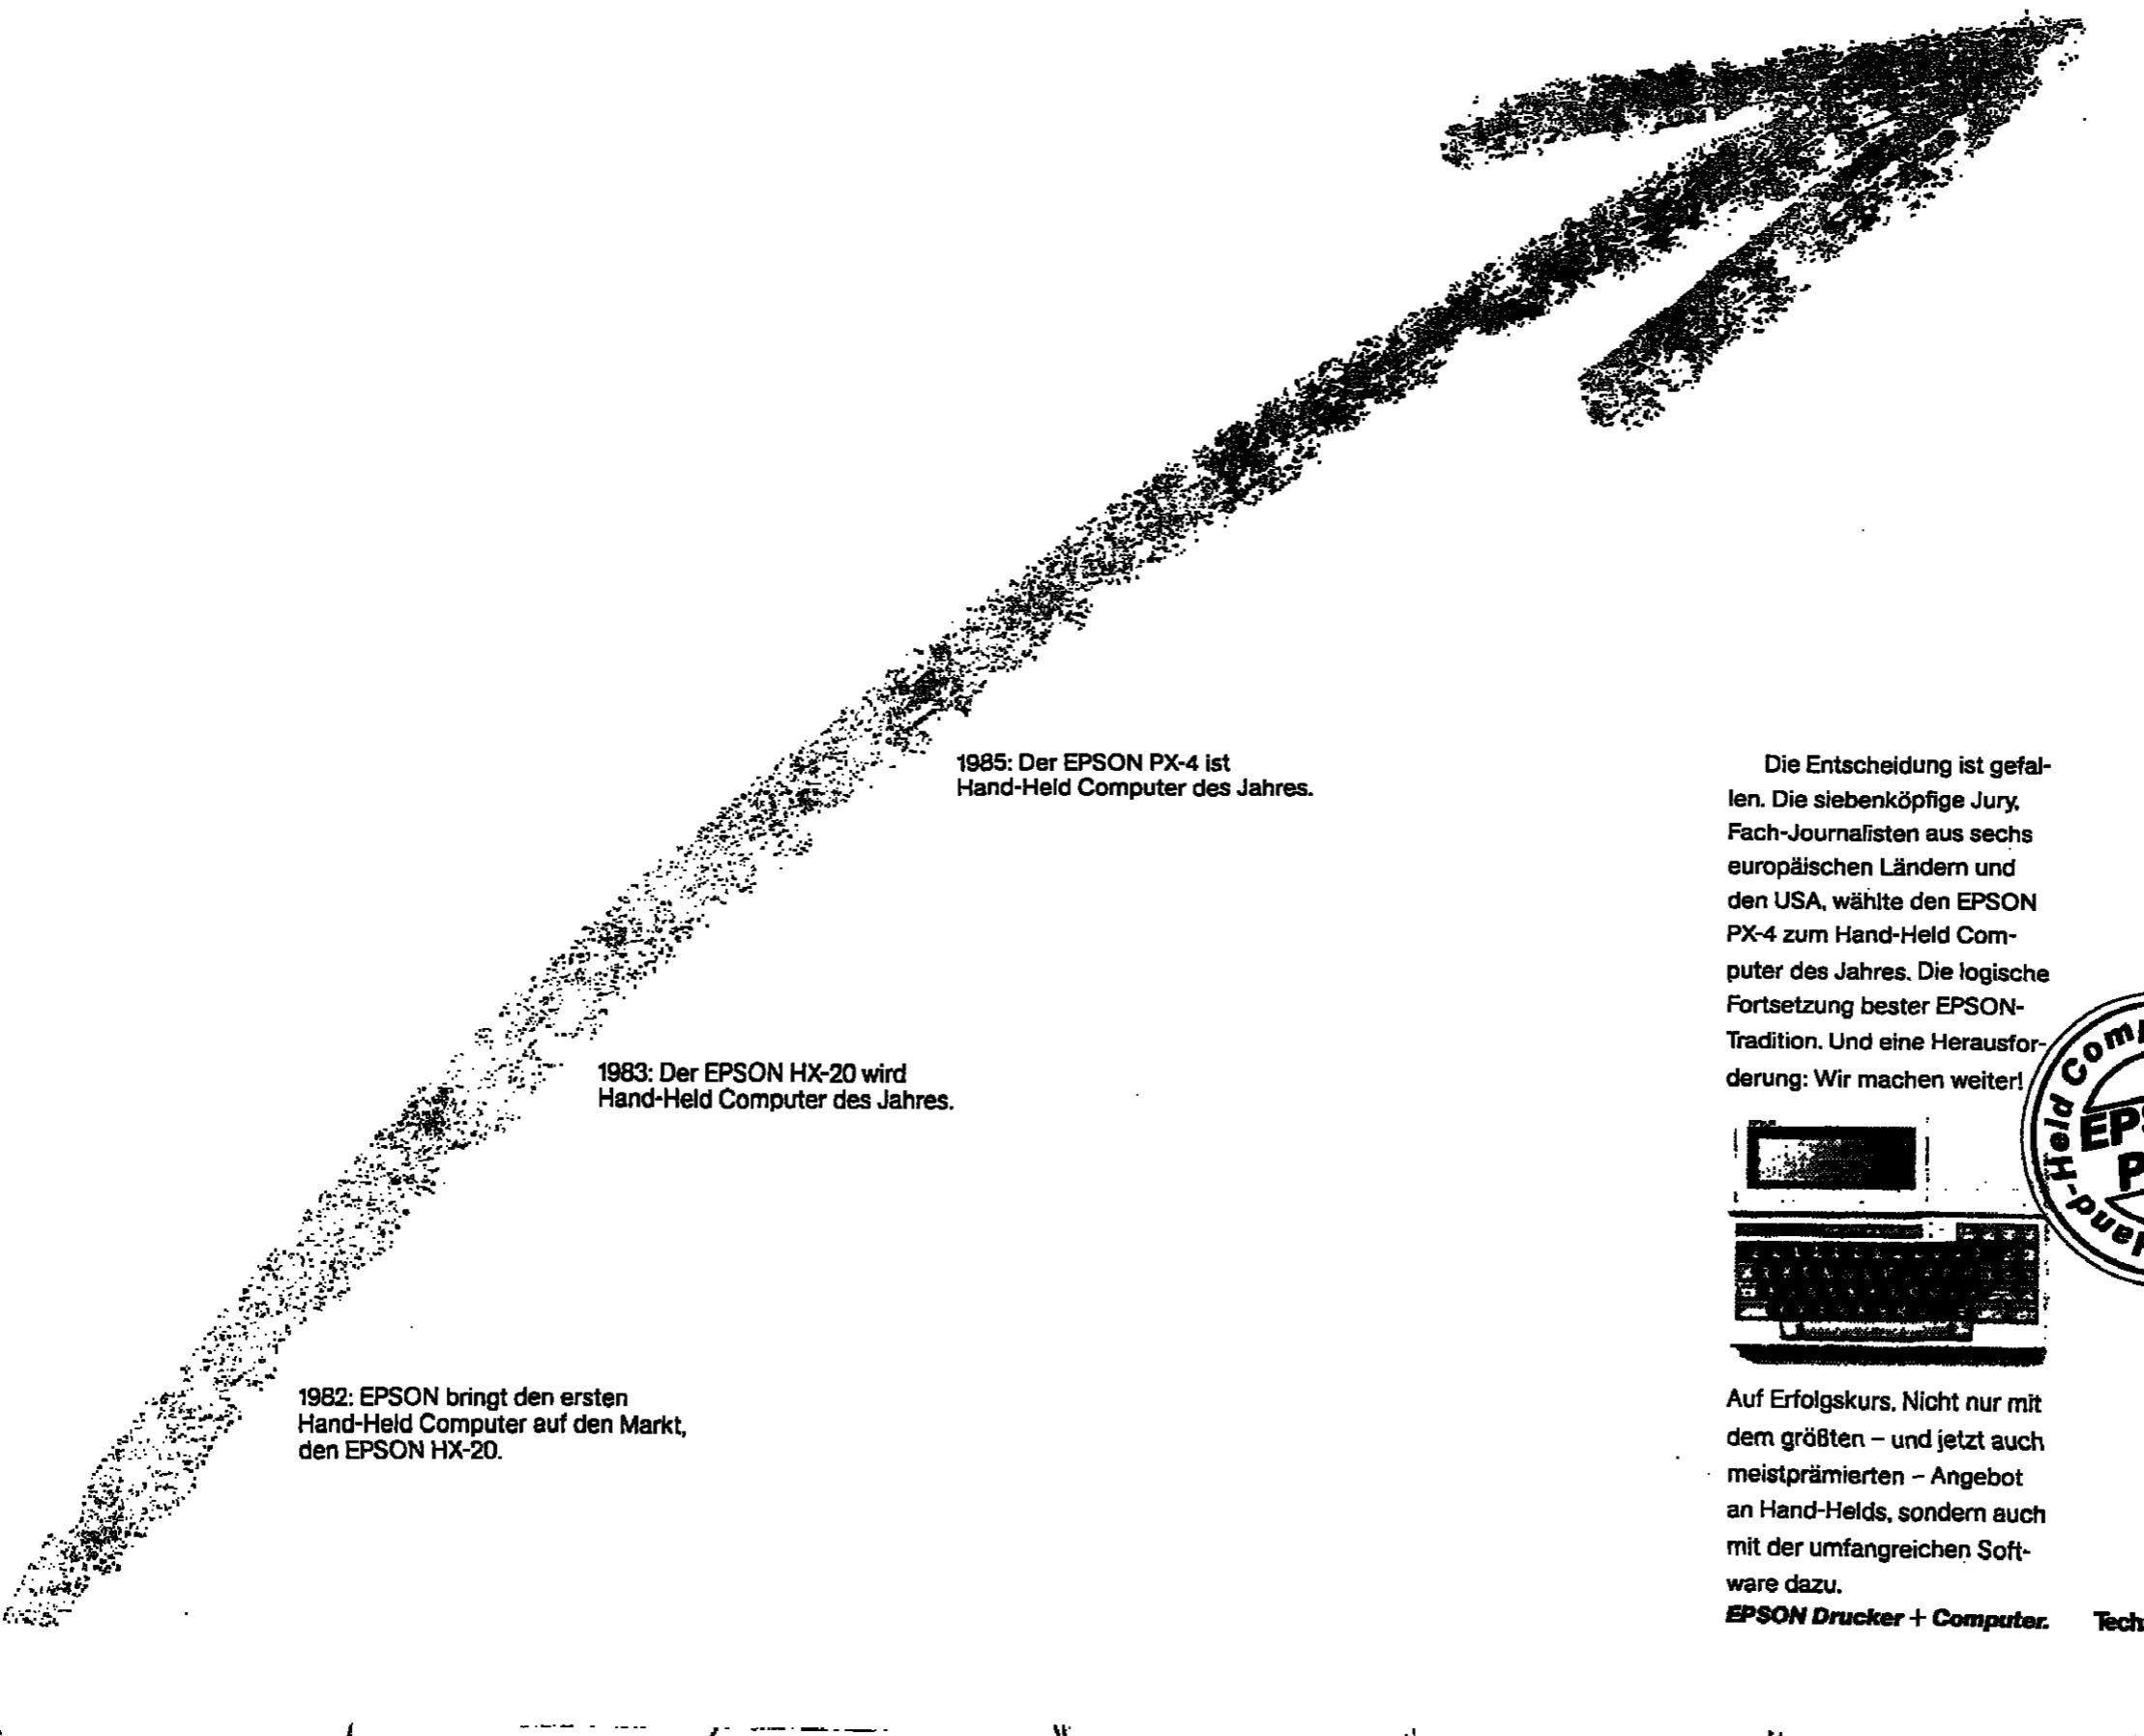 1985: Der EPSON PX-4 ist
Hand-Held Computer des Jahres.
1983: Der EPSON HX-20 wird
Hand-Held Computer des Jahres.
1982: EPSON bringt den ersten
Hand-Held Computer auf den Markt,
den EPSON HX-20.
Die Entscheidung ist gefal-
len. Die siebenköpfige Jury,
Fach-Journalisten aus sechs
europäischen Ländern und
den USA, wählte den EPSON
PX-4 zum Hand-Held Com-
puter des Jahres. Die logische
Fortsetzung bester EPSON-
Tradition. Und eine Herausfor-
derung: Wir machen weiter!
Auf Erfolgskurs. Nicht nur mit
dem größten – und jetzt auch
meistprämierten – Angebot
an Hand-Helds, sondern auch
mit der umfangreichen Soft-
ware dazu.
EPSON Drucker + Computer.